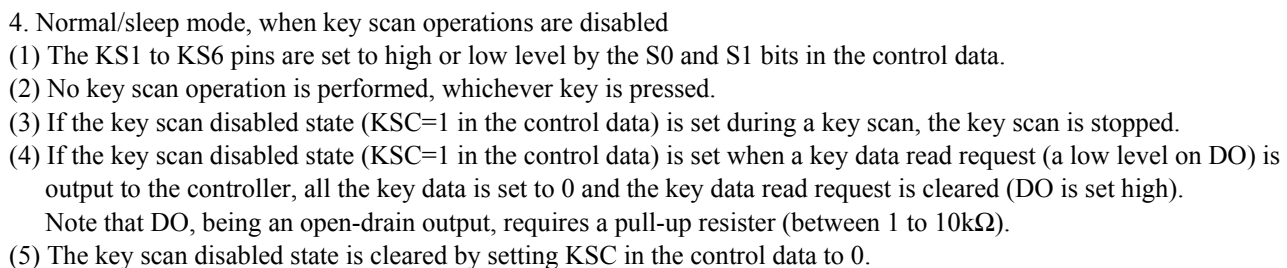 4. Normal/sleep mode, when key scan operations are disabled
(1) The KS1 to KS6 pins are set to high or low level by the S0 and S1 bits in the control data.
(2) No key scan operation is performed, whichever key is pressed.
(3) If the key scan disabled state (KSC=1 in the control data) is set during a key scan, the key scan is stopped.
(4) If the key scan disabled state (KSC=1 in the control data) is set when a key data read request (a low level on DO) is
output to the controller, all the key data is set to 0 and the key data read request is cleared (DO is set high).
Note that DO, being an open-drain output, requires a pull-up resister (between 1 to 10kΩ).
(5) The key scan disabled state is cleared by setting KSC in the control data to 0.